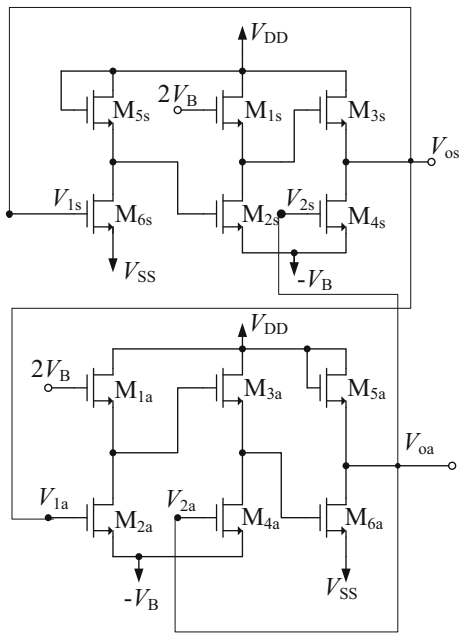 V_DD
2V_B
M_5s
M_1s
M_3s
V_os
V_1s
V_2s
M_6s
M_2s
M_4s
V_SS
-V_B
V_DD
2V_B
M_1a
M_3a
M_5a
V_oa
V_1a
V_2a
M_2a
M_4a
M_6a
-V_B
V_SS